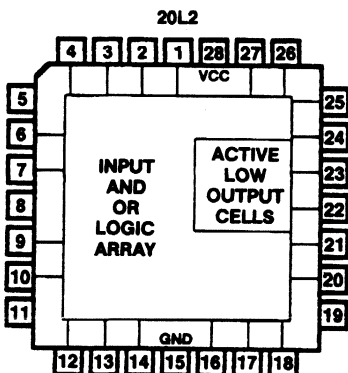 20L2
4 3 2 1 28 27 26
VCC
5 25
6 24
7 23
8 22
9 21
10 20
11 19
INPUT
AND
OR
LOGIC
ARRAY
ACTIVE
LOW
OUTPUT
CELLS
GND
12 13 14 15 16 17 18